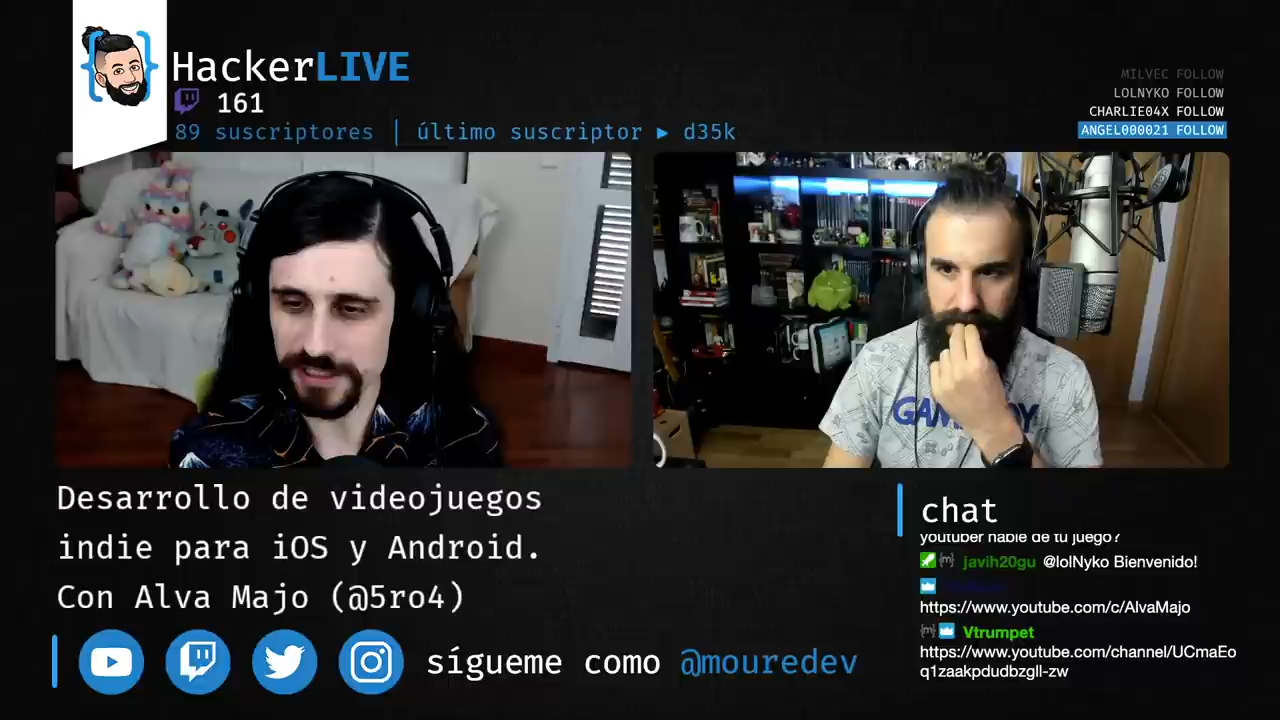 HackerLIVE
161
89 suscriptores | último suscriptor ▸ d35k
MILVEC FOLLOW
LOLNYKO FOLLOW
CHARLIE04X FOLLOW
ANGEL000021 FOLLOW
GAME BOY
Desarrollo de videojuegos
indie para iOS y Android.
Con Alva Majo (@5ro4)
sígueme como @mouredev
chat
youtuber hable de tu juego?
javih20gu @lolNyko Bienvenido!
https://www.youtube.com/c/AlvaMajo
Vtrumpet
https://www.youtube.com/channel/UCmaEo
q1zaakpdudbzgll-zw